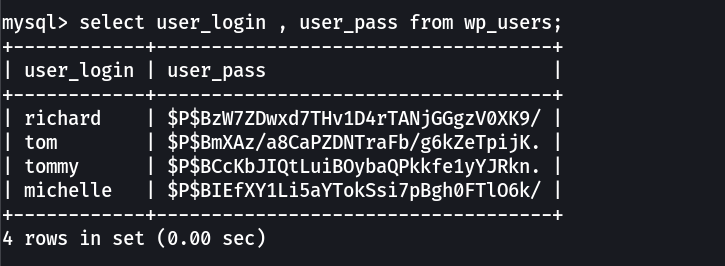 mysql> select user_login , user_pass from wp_users;
+------------+------------------------------------+
| user_login | user_pass                          |
+------------+------------------------------------+
| richard    | $P$BzW7ZDwxd7THv1D4rTANjGGgzV0XK9/ |
| tom        | $P$BmXAz/a8CaPZDNTraFb/g6kZeTpijK. |
| tommy      | $P$BCcKbJIQtLuiBOybaQPkkfe1yYJRkn. |
| michelle   | $P$BIEfXY1Li5aYTokSsi7pBgh0FTlO6k/ |
+------------+------------------------------------+
4 rows in set (0.00 sec)